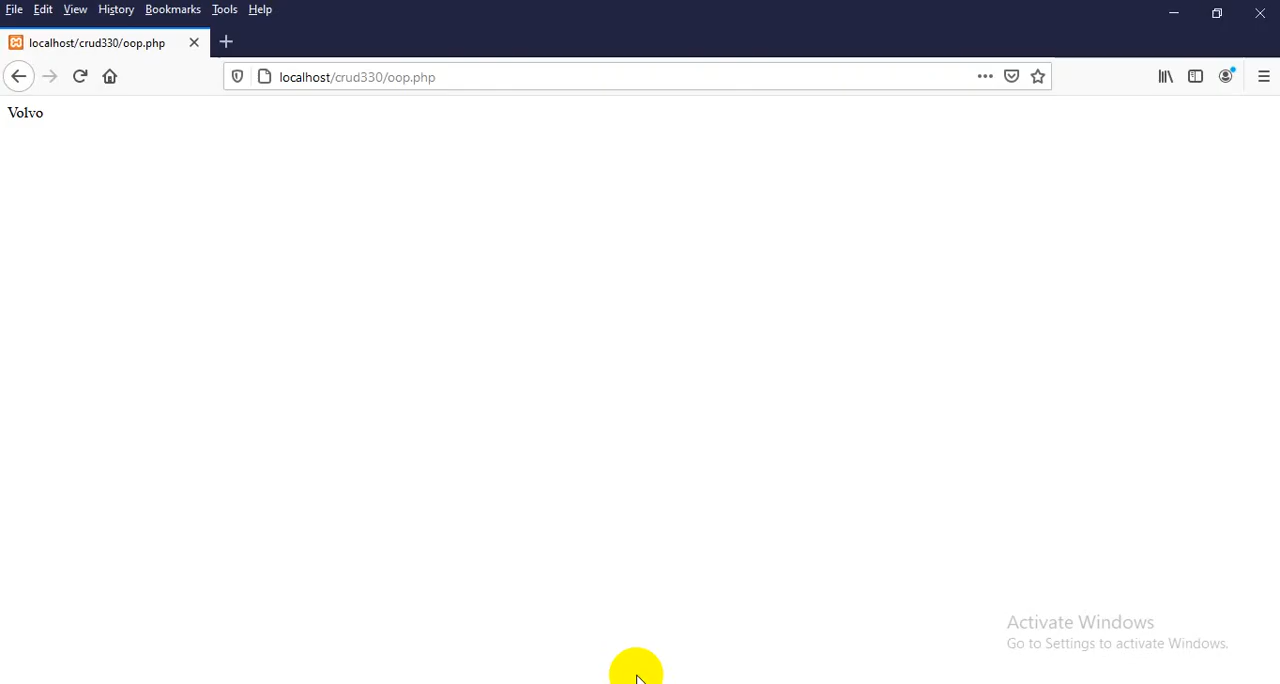 File Edit View History Bookmarks Tools Help
localhost/crud330/oop.php
localhost/crud330/oop.php
Volvo
Activate Windows
Go to Settings to activate Windows.